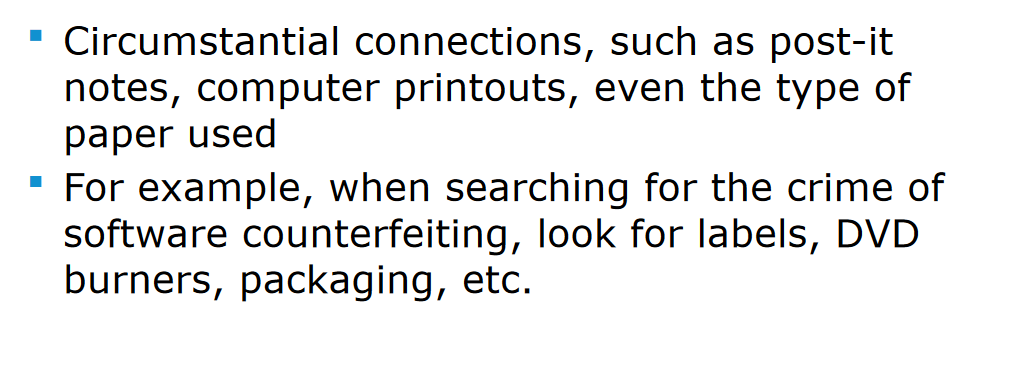 Circumstantial connections, such as post-it
notes, computer printouts, even the type of
paper used
For example, when searching for the crime of
software counterfeiting, look for labels, DVD
burners, packaging, etc.